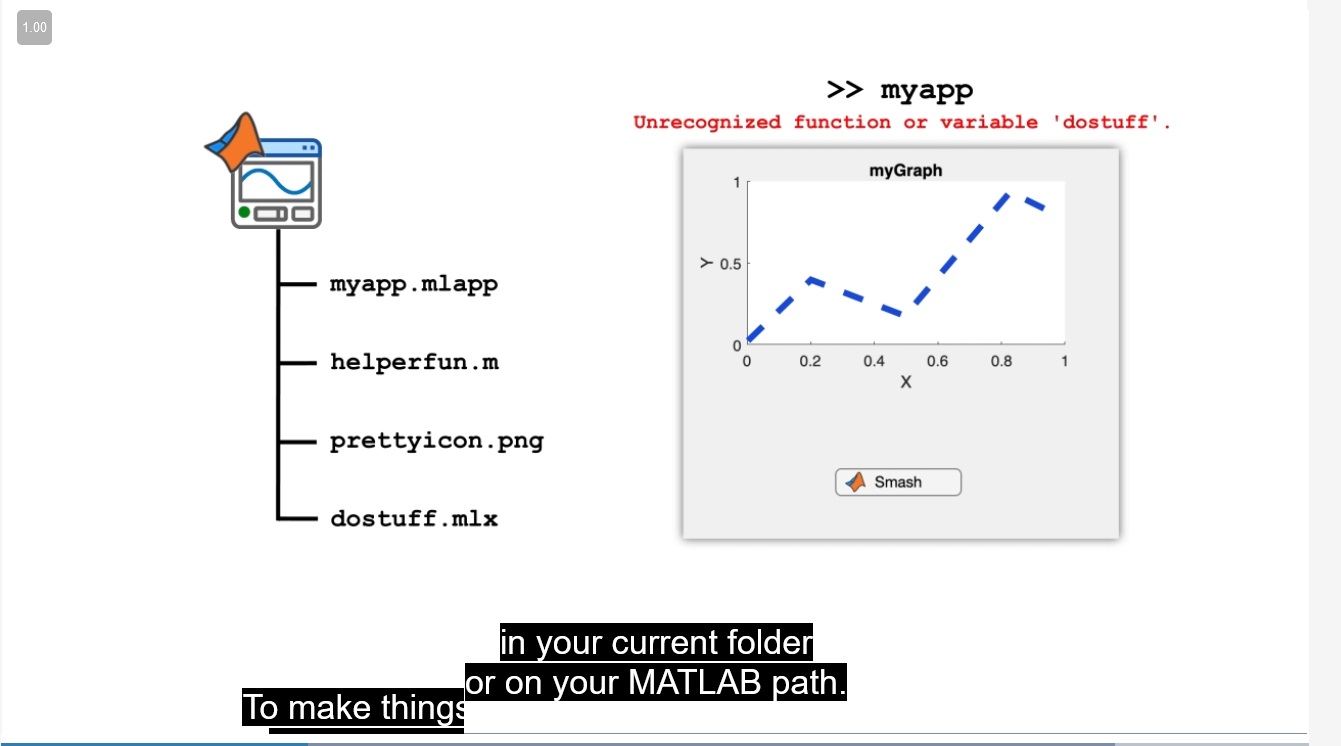 1.00
>> myapp
Unrecognized function or variable 'dostuff'.
myapp.mlapp
helperfun.m
prettyicon.png
dostuff.mlx
myGraph
1
Y
0.5
0
0 0.2 0.4 0.6 0.8 1
X
Smash
in your current folder
or on your MATLAB path.
To make things